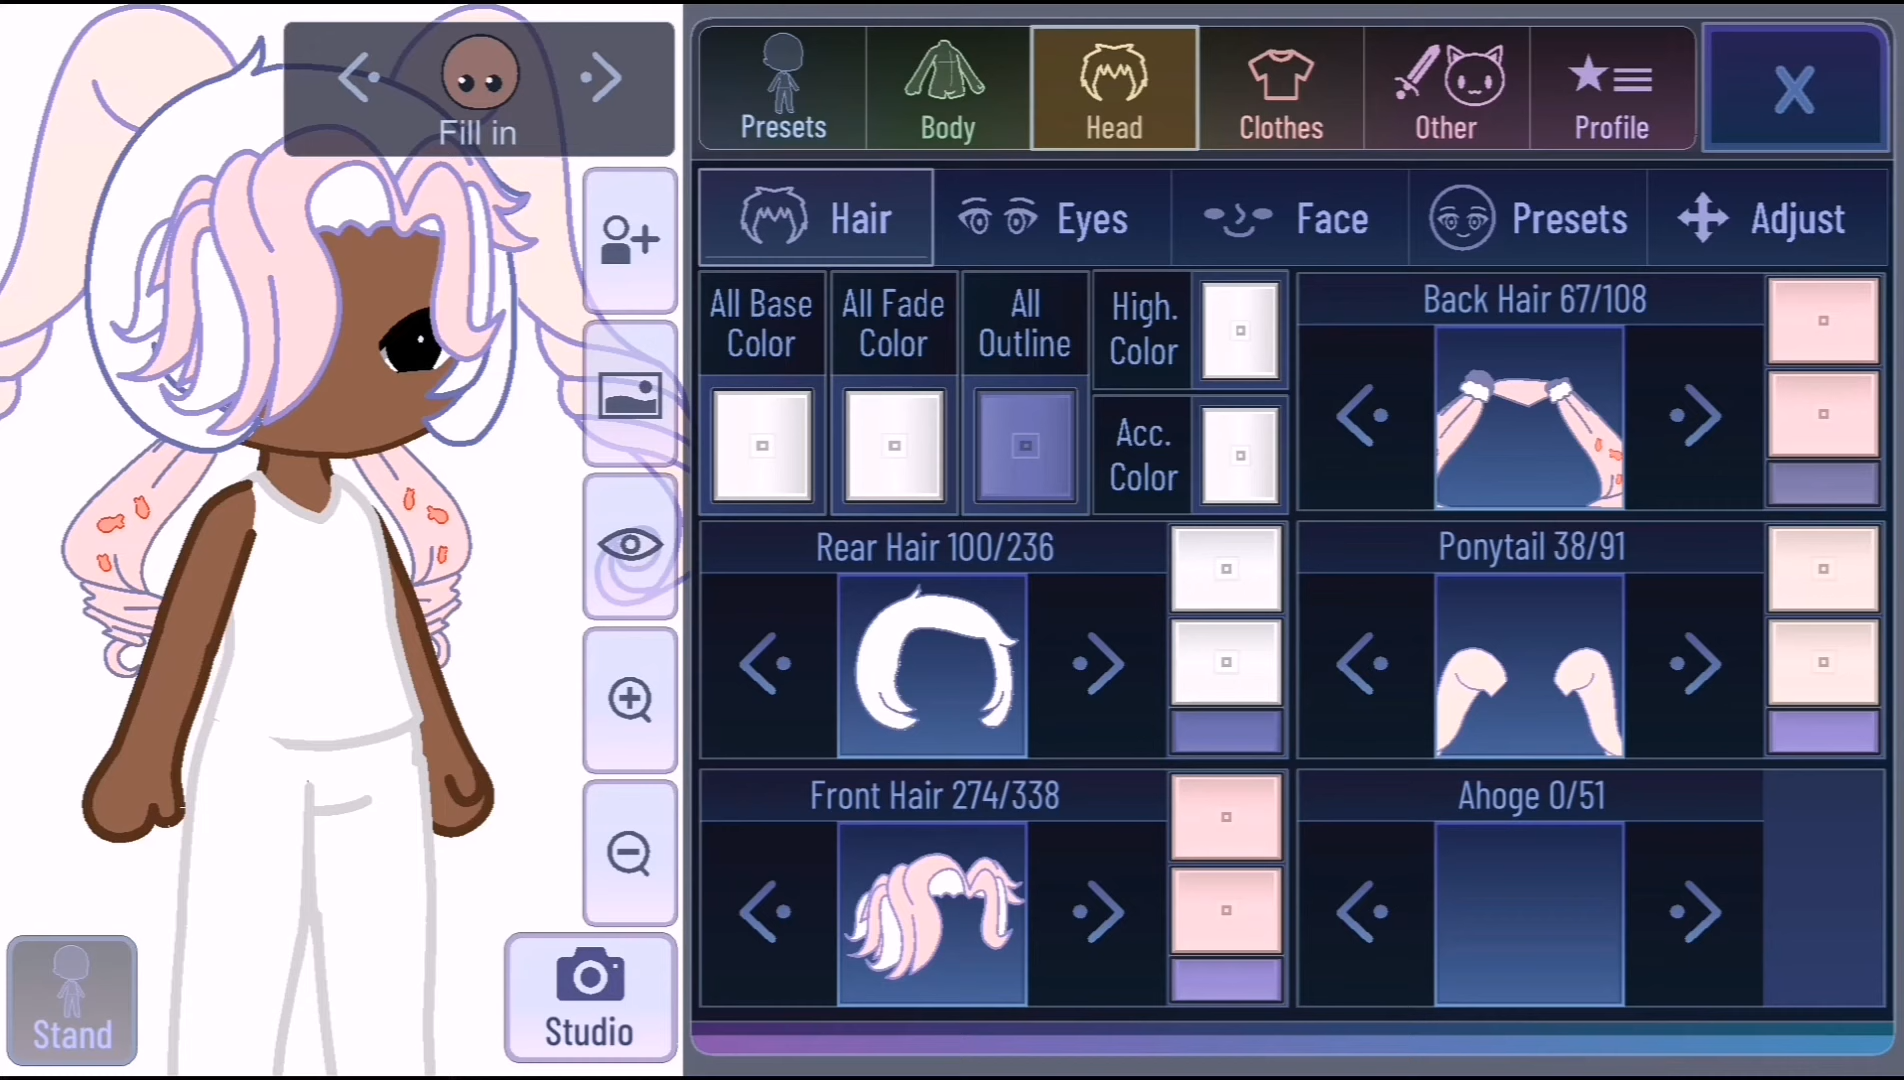 Fill in
Presets
Body
Head
Clothes
Other
Profile
X
Hair
Eyes
Face
Presets
Adjust
All Base
Color
All Fade
Color
All
Outline
High.
Color
Acc.
Color
Back Hair 67/108
Rear Hair 100/236
Ponytail 38/91
Front Hair 274/338
Ahoge 0/51
Stand
Studio